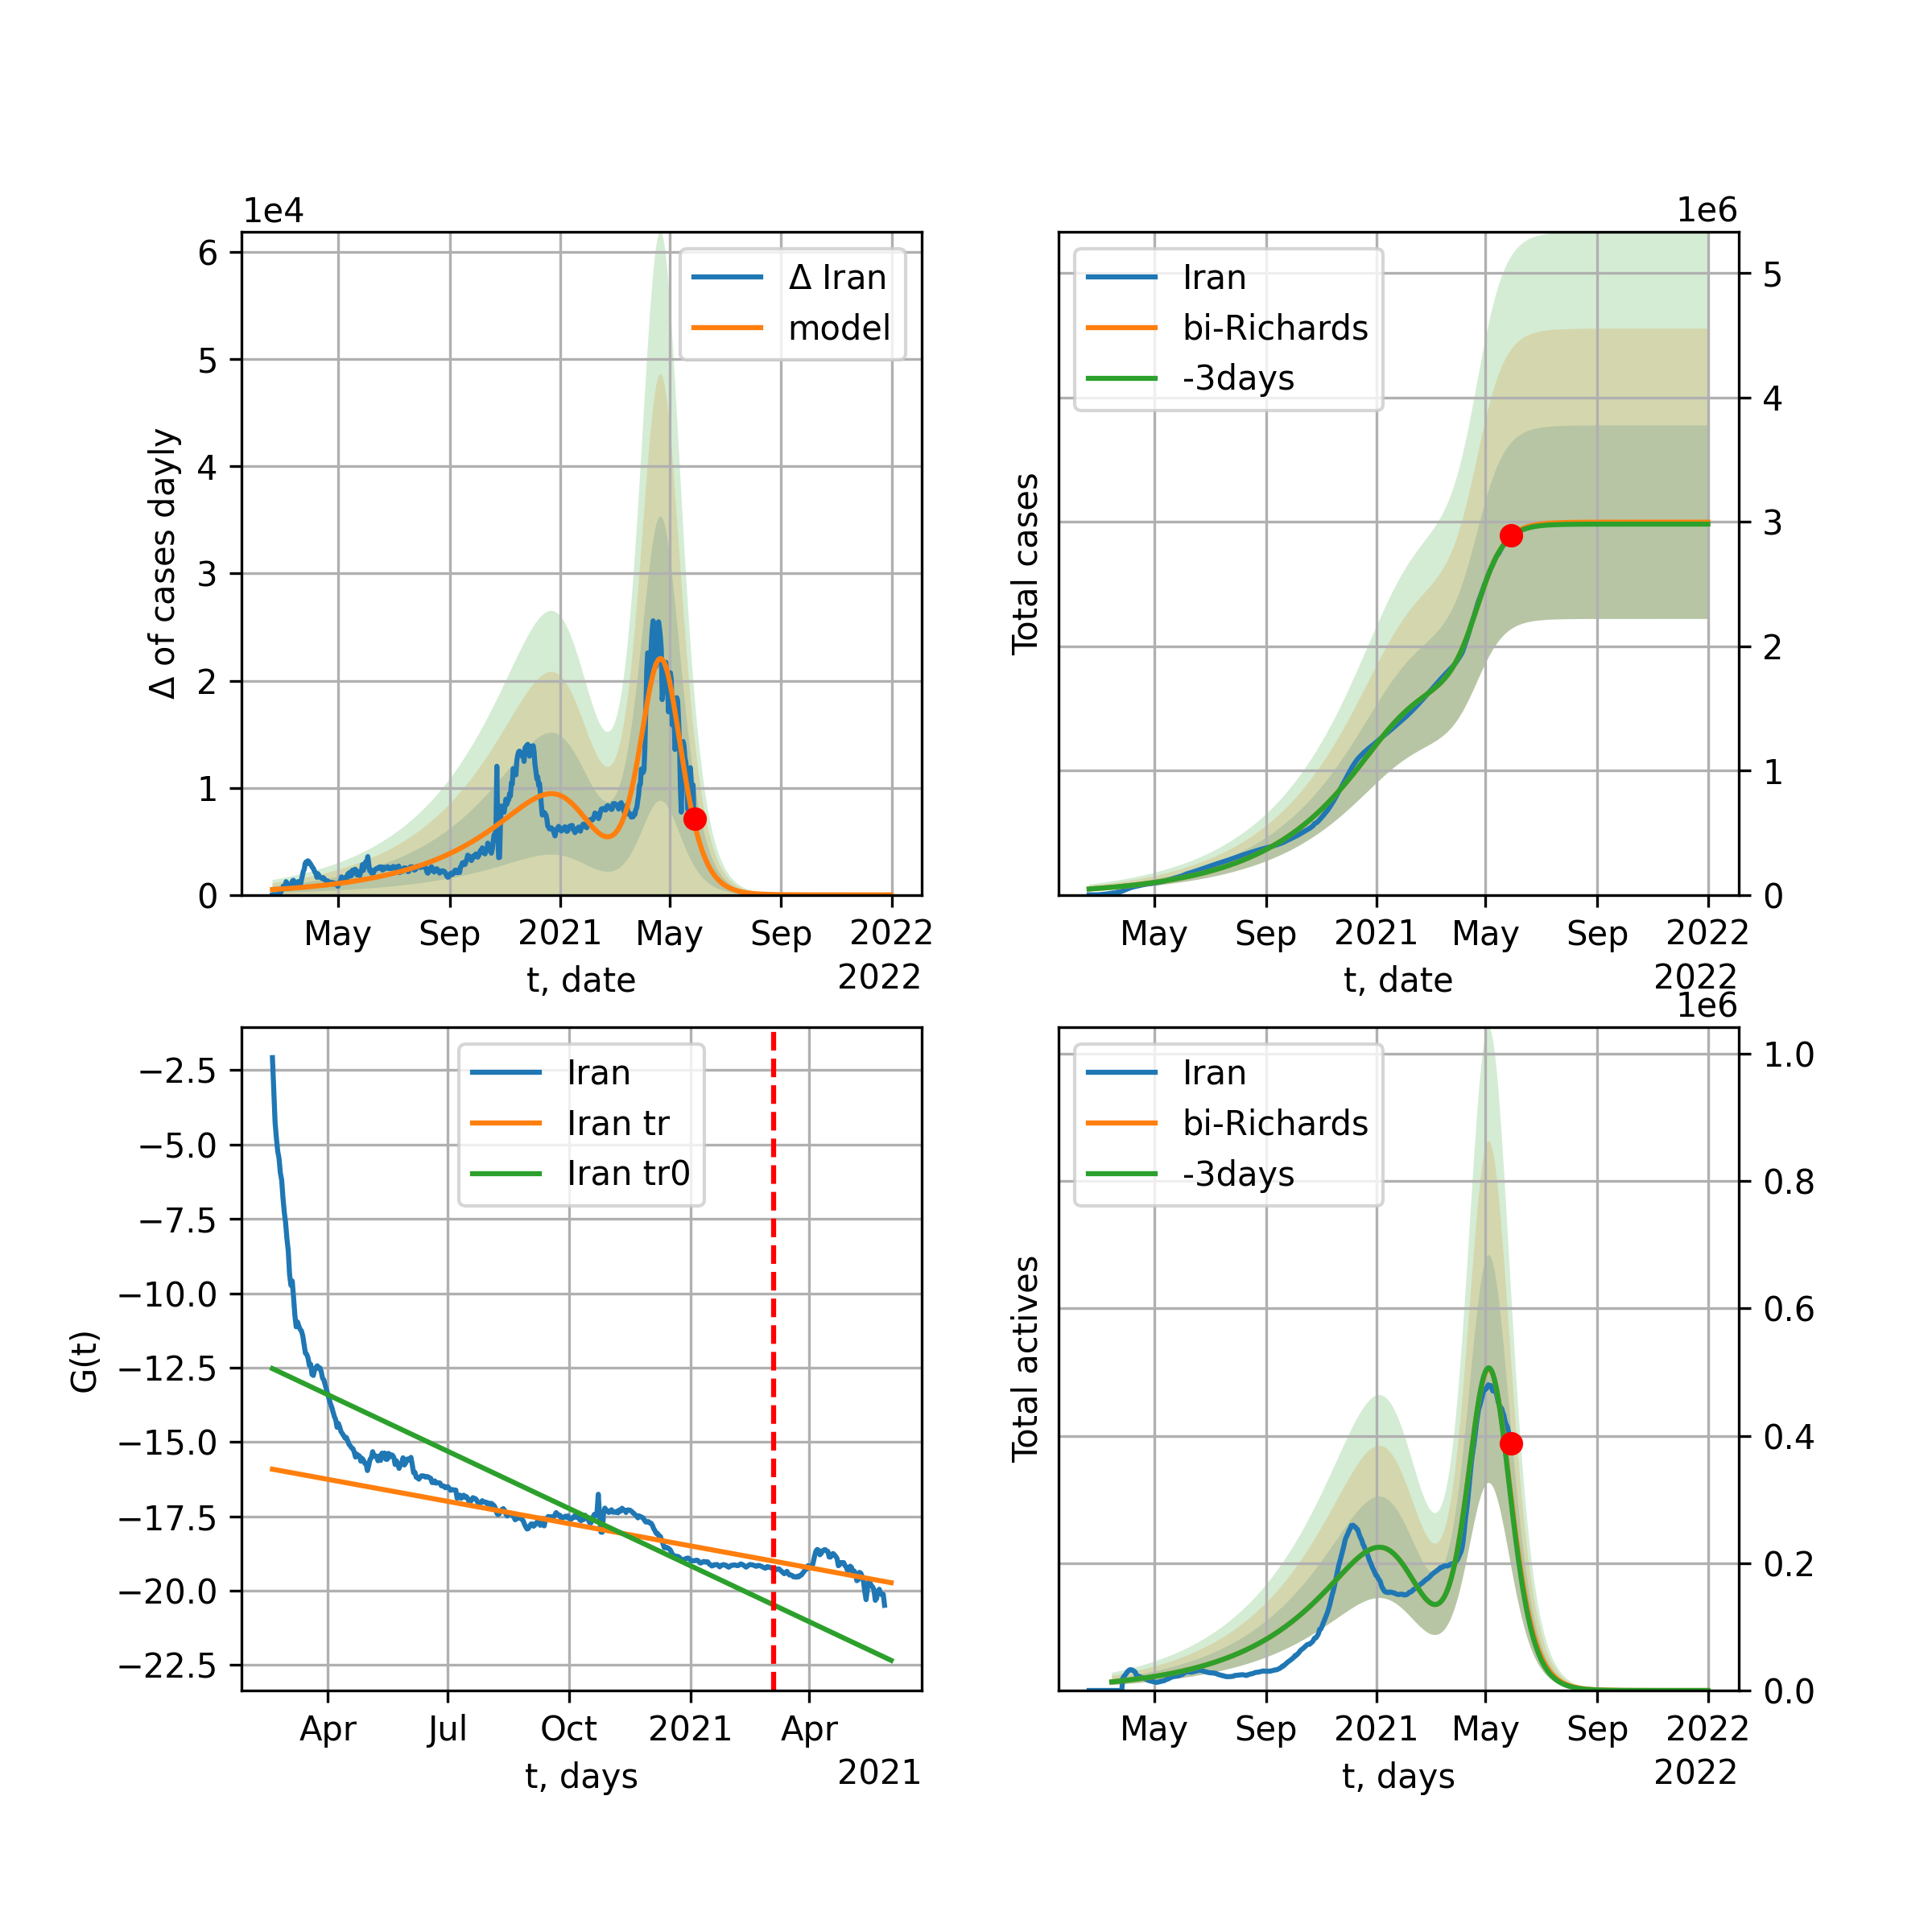 1e4
6
5
4
3
2
1
0
Δ of cases dayly
Δ Iran
model
May Sep 2021 May Sep 2022
t, date
2022
1e6
5
4
3
2
1
0
Total cases
Iran
bi-Richards
-3days
May Sep 2021 May Sep 2022
t, date
2022
−2.5
−5.0
−7.5
−10.0
−12.5
−15.0
−17.5
−20.0
−22.5
G(t)
Iran
Iran tr
Iran tr0
Apr Jul Oct 2021 Apr
t, days
2021
1e6
1.0
0.8
0.6
0.4
0.2
0.0
Total actives
Iran
bi-Richards
-3days
May Sep 2021 May Sep 2022
t, days
2022